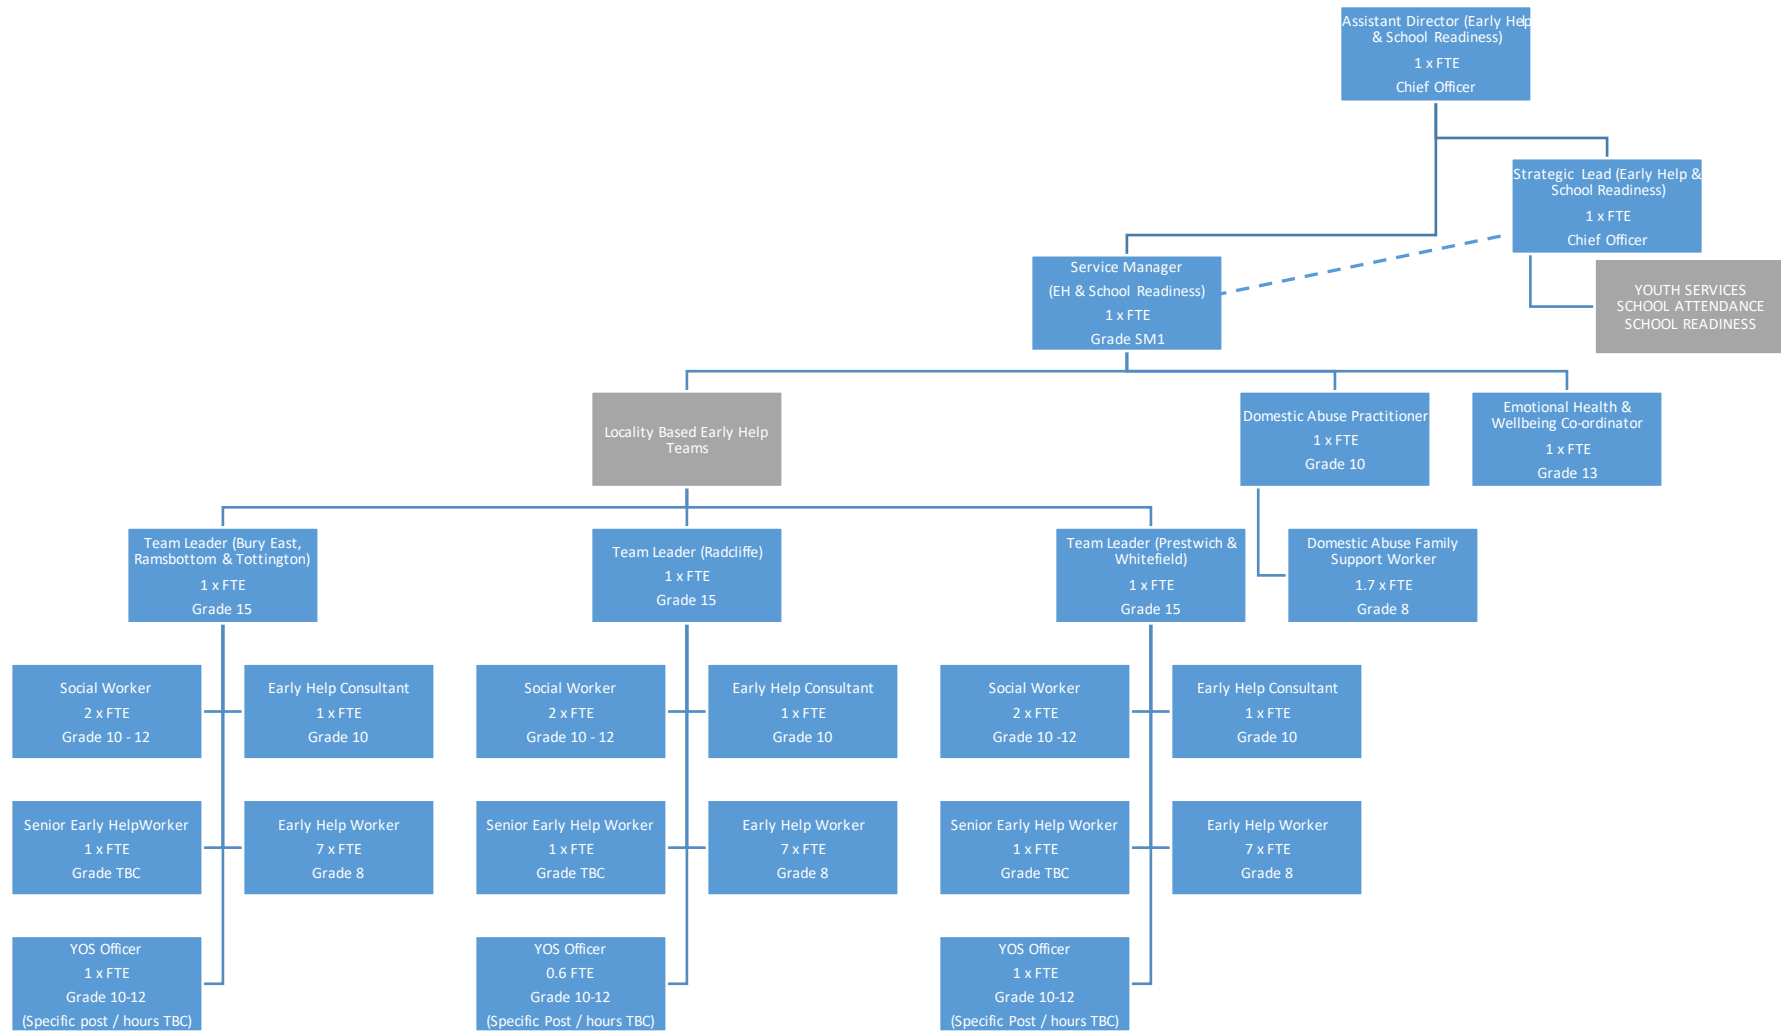 Assistant Director (Early Help
& School Readiness)
1 x FTE
Chief Officer
Strategic Lead (Early Help &
School Readiness)
1 x FTE
Chief Officer
Service Manager
(EH & School Readiness)
1 x FTE
Grade SM1
YOUTH SERVICES
SCHOOL ATTENDANCE
SCHOOL READINESS
Locality Based Early Help
Teams
Domestic Abuse Practitioner
1 x FTE
Grade 10
Emotional Health &
Wellbeing Co-ordinator
1 x FTE
Grade 13
Team Leader (Bury East,
Ramsbottom & Tottington)
1 x FTE
Grade 15
Team Leader (Radcliffe)
1 x FTE
Grade 15
Team Leader (Prestwich &
Whitefield)
1 x FTE
Grade 15
Domestic Abuse Family
Support Worker
1.7 x FTE
Grade 8
Social Worker
2 x FTE
Grade 10 - 12
Early Help Consultant
1 x FTE
Grade 10
Social Worker
2 x FTE
Grade 10 - 12
Early Help Consultant
1 x FTE
Grade 10
Social Worker
2 x FTE
Grade 10 -12
Early Help Consultant
1 x FTE
Grade 10
Senior Early HelpWorker
1 x FTE
Grade TBC
Early Help Worker
7 x FTE
Grade 8
Senior Early Help Worker
1 x FTE
Grade TBC
Early Help Worker
7 x FTE
Grade 8
Senior Early Help Worker
1 x FTE
Grade TBC
Early Help Worker
7 x FTE
Grade 8
YOS Officer
1 x FTE
Grade 10-12
(Specific post / hours TBC)
YOS Officer
0.6 FTE
Grade 10-12
(Specific Post / hours TBC)
YOS Officer
1 x FTE
Grade 10-12
(Specific Post / hours TBC)